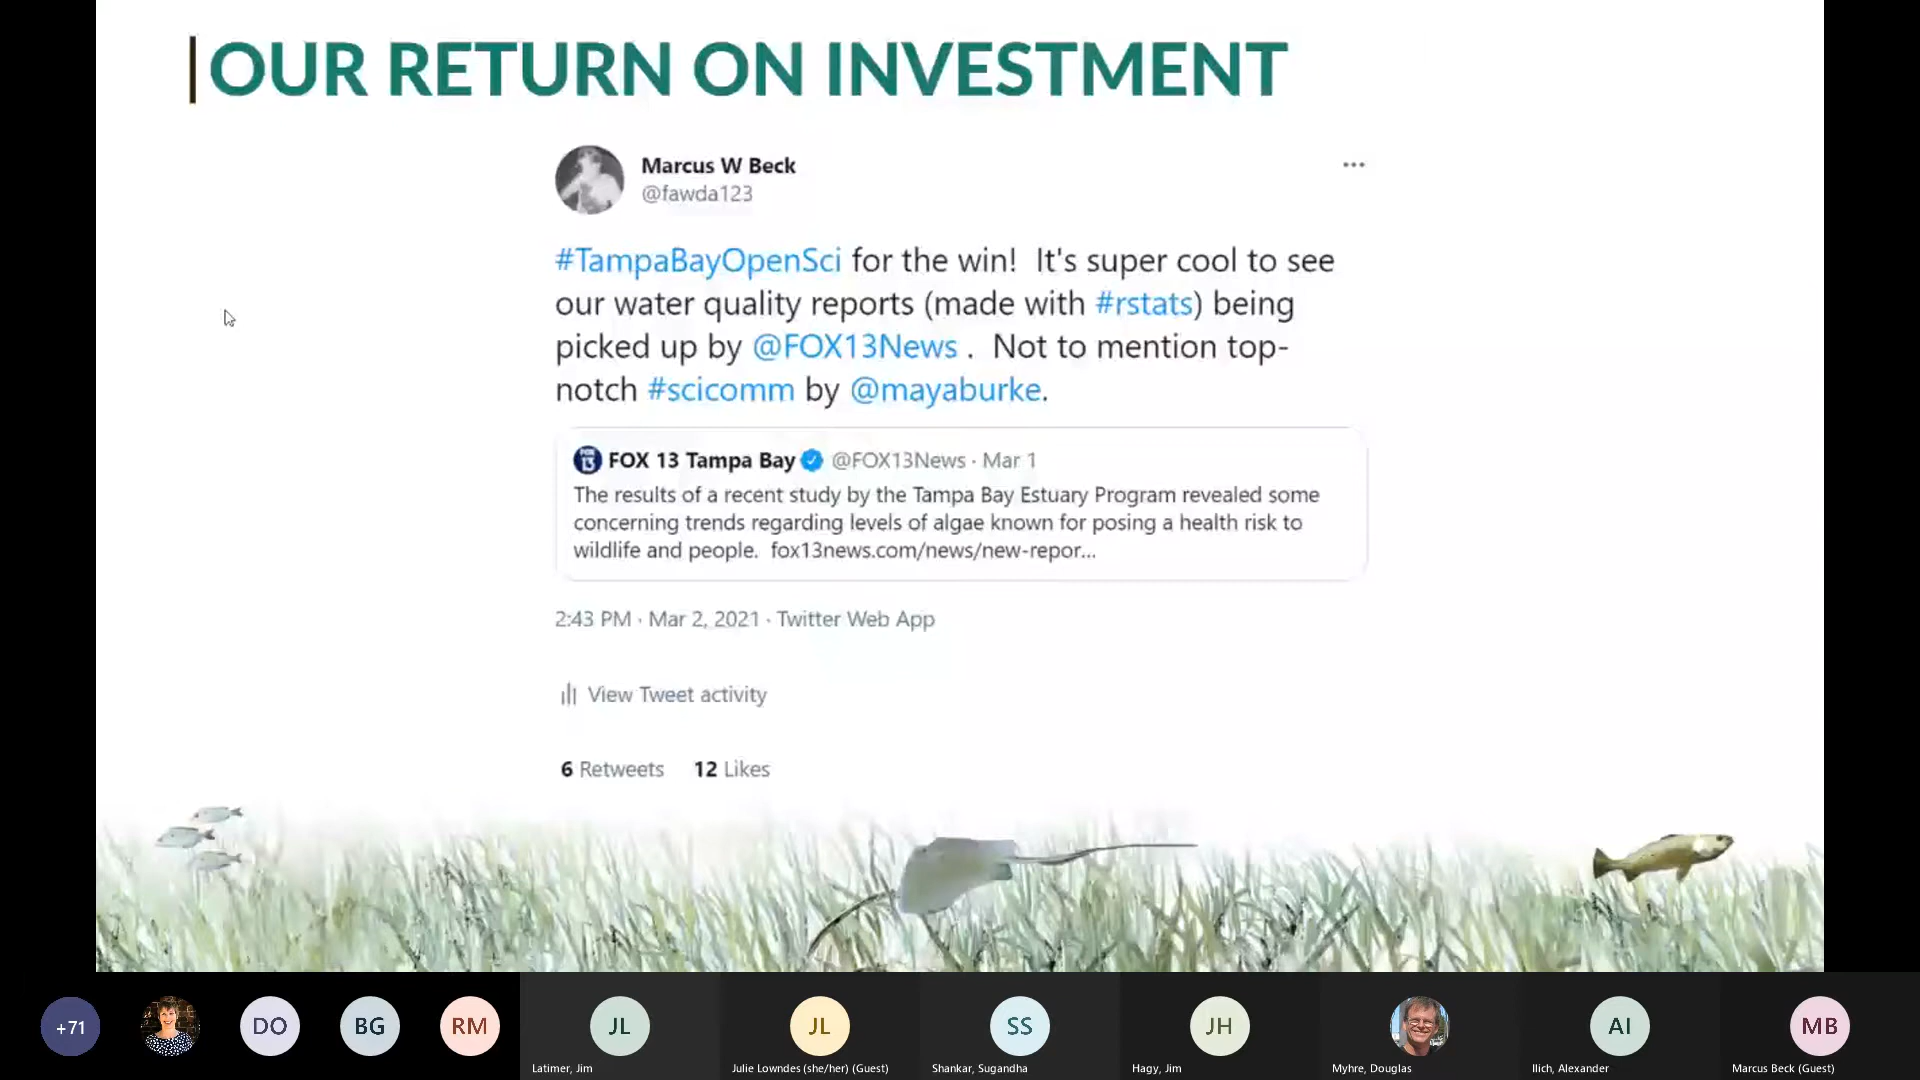 OUR RETURN ON INVESTMENT
Marcus W Beck
@fawda123
#TampaBayOpenSci for the win!  It's super cool to see
our water quality reports (made with #rstats) being
picked up by @FOX13News .  Not to mention top-
notch #scicomm by @mayaburke.
FOX 13 Tampa Bay @FOX13News · Mar 1
The results of a recent study by the Tampa Bay Estuary Program revealed some
concerning trends regarding levels of algae known for posing a health risk to
wildlife and people.  fox13news.com/news/new-repor...
2:43 PM · Mar 2, 2021 · Twitter Web App
View Tweet activity
6 Retweets 12 Likes
+71 DO BG RM JL JL SS JH AI MB
Latimer, Jim Julie Lowndes (she/her) (Guest) Shankar, Sugandha Hagy, Jim Myhre, Douglas Ilich, Alexander Marcus Beck (Guest)